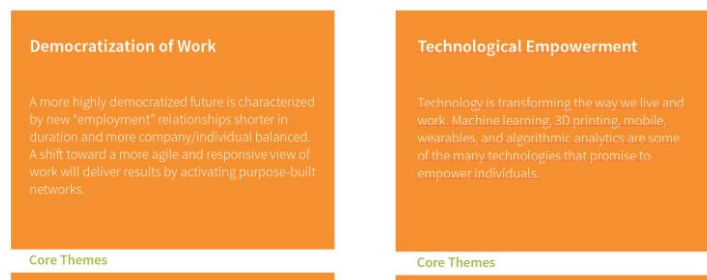 Democratization of Work
A more highly democratized future is characterized
by new “employment” relationships shorter in
duration and more company/individual balanced.
A shift toward a more agile and responsive view of
work will deliver results by activating purpose-built
networks.
Core Themes
Technological Empowerment
Technology is transforming the way we live and
work. Machine learning, 3D printing, mobile,
wearables, and algorithmic analytics are some
of the many technologies that promise to
empower individuals.
Core Themes